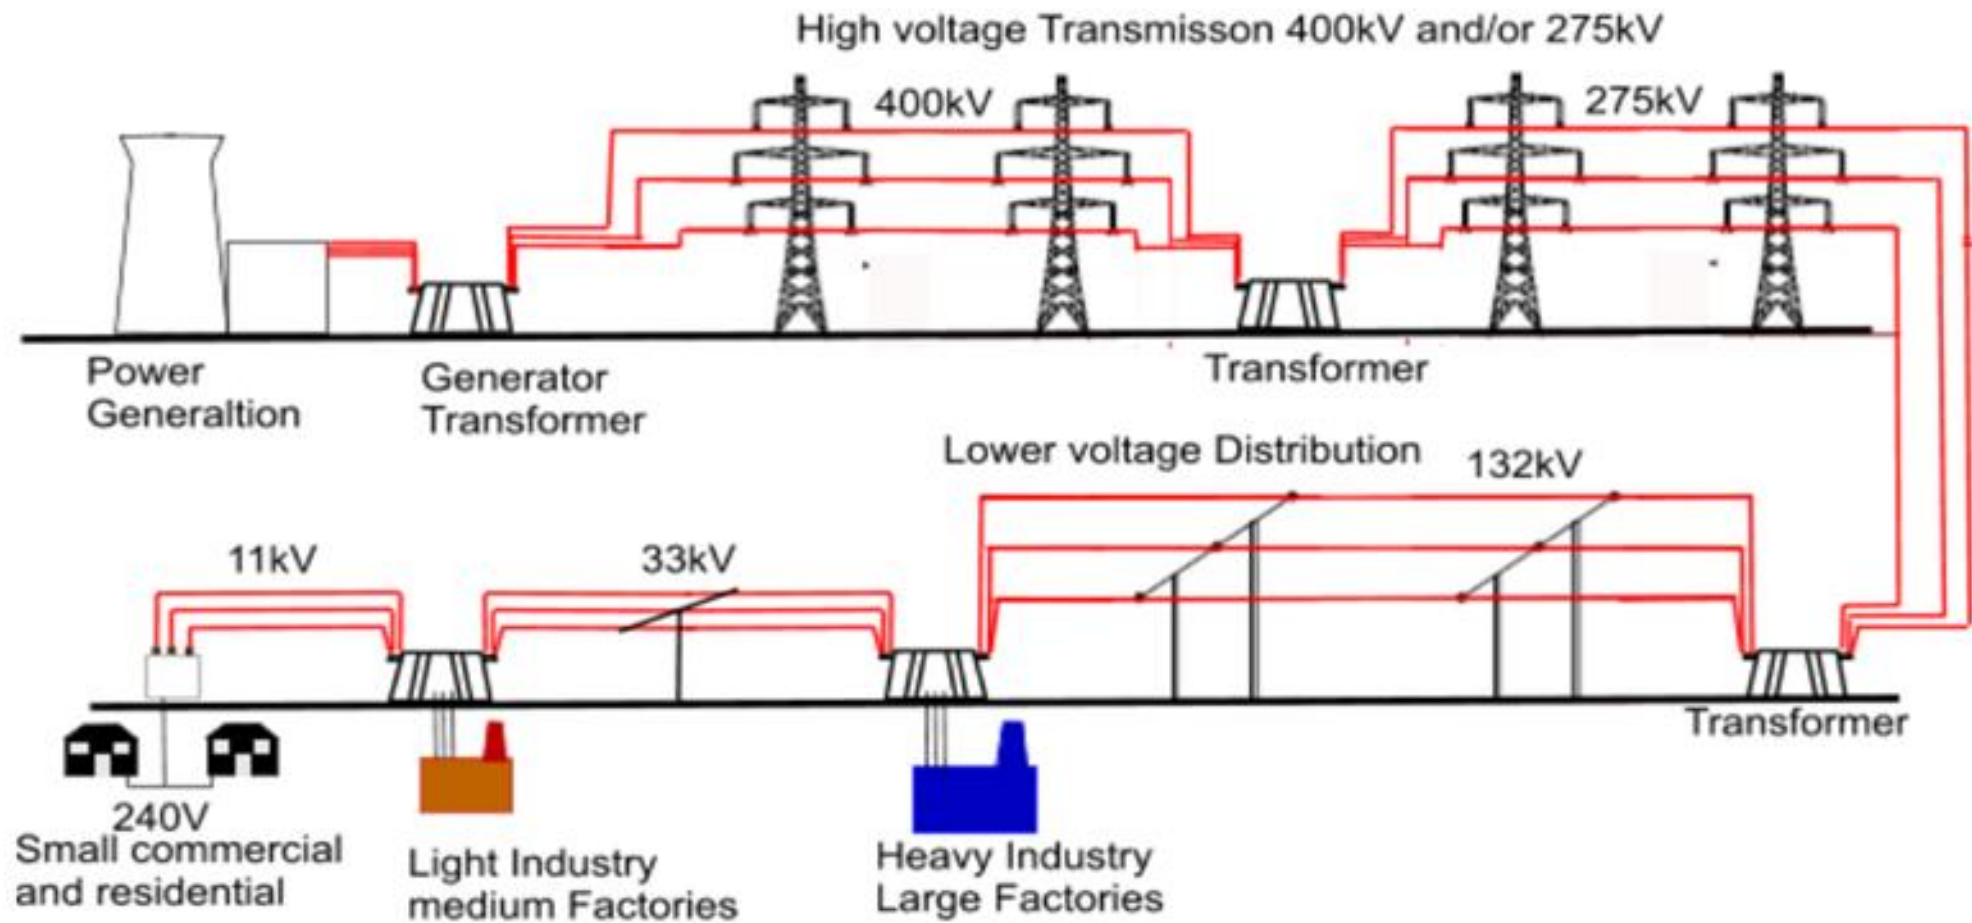 High voltage Transmisson 400kV and/or 275kV
400kV
275kV
Power
Generaltion
Generator
Transformer
Transformer
Lower voltage Distribution
132kV
11kV
33kV
Transformer
240V
Small commercial
and residential
Light Industry
medium Factories
Heavy Industry
Large Factories